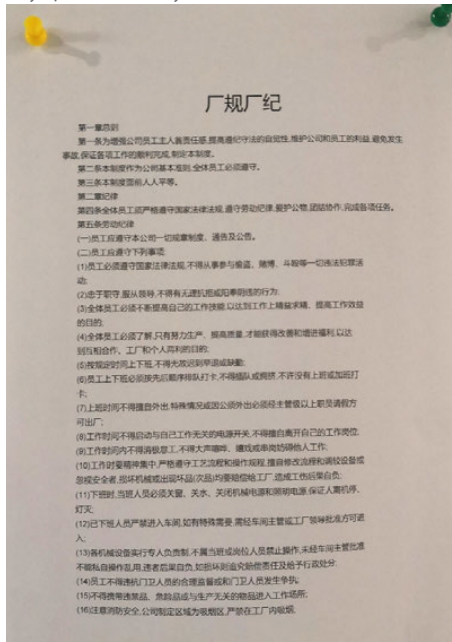 厂规厂纪
第一章总则
第一条为增强公司员工主人翁责任感,提高遵纪守法的自觉性,维护公司和员工的利益,避免发生
事故,保证各项工作的顺利完成,制定本制度。
第二条本制度作为公司基本准则,全体员工必须遵守。
第三条本制度面前人人平等。
第二章纪律
第四条全体员工须严格遵守国家法律法规,遵守劳动纪律,爱护公物,团结协作,完成各项任务。
第五条劳动纪律
(一)员工应遵守本公司一切规章制度、通告及公告。
(二)员工应遵守下列事项:
(1)员工必须遵守国家法律法规,不得从事参与偷盗、赌博、斗殴等一切违法犯罪活
动;
(2)忠于职守,服从领导,不得有无建抗拒或阳奉阴违的行为;
(3)全体员工必须不断提高自己的工作技能,以达到工作上精益求精、提高工作效益
的目的;
(4)全体员工必须了解,只有努力生产、提高质量,才能获得改善和增进福利,以达
到互相合作、工厂和个人两利的目的;
(5)按规定时间上下班,不得无故迟到早退或缺勤;
(6)员工上下班必须按先后顺序排队打卡,不得插队或拥挤,不许没有上班或加班打
卡;
(7)上班时间不得擅自外出,特殊情况或因公须外出必须经主管级以上职员请假方
可出厂;
(8)工作时间不得启动与自己工作无关的电源开关,不得擅自离开自己的工作岗位;
(9)工作时间内不得消极怠工,不得大声喧哗、嬉戏或串岗妨碍他人工作;
(10)工作时要精神集中,严格遵守工艺流程和操作规程,擅自修改流程和调较设备或
忽视安全者,损坏机械或出现坏品(次品)均要赔偿给工厂,造成工伤后果自负;
(11)下班时,当班人员必须关窗、关水、关闭机械电源和照明电源,保证人离机停、
灯灭;
(12)已下班人员严禁进入车间,如有特殊需要,需经车间主管或工厂领导批准方可进
入;
(13)各机械设备实行专人负责制,不属当班或岗位人员禁止操作,未经车间主管批准
不能私自操作乱用,违者后果自负,如损坏则追究赔偿责任及给予行政处分;
(14)员工不得违抗门卫人员的合理监督或和门卫人员发生争执。
(15)不得携带违禁品、危险品或与生产无关的物品进入工作场所;
(16)注意消防安全,公司制定区域为吸烟区,严禁在工厂内吸烟;